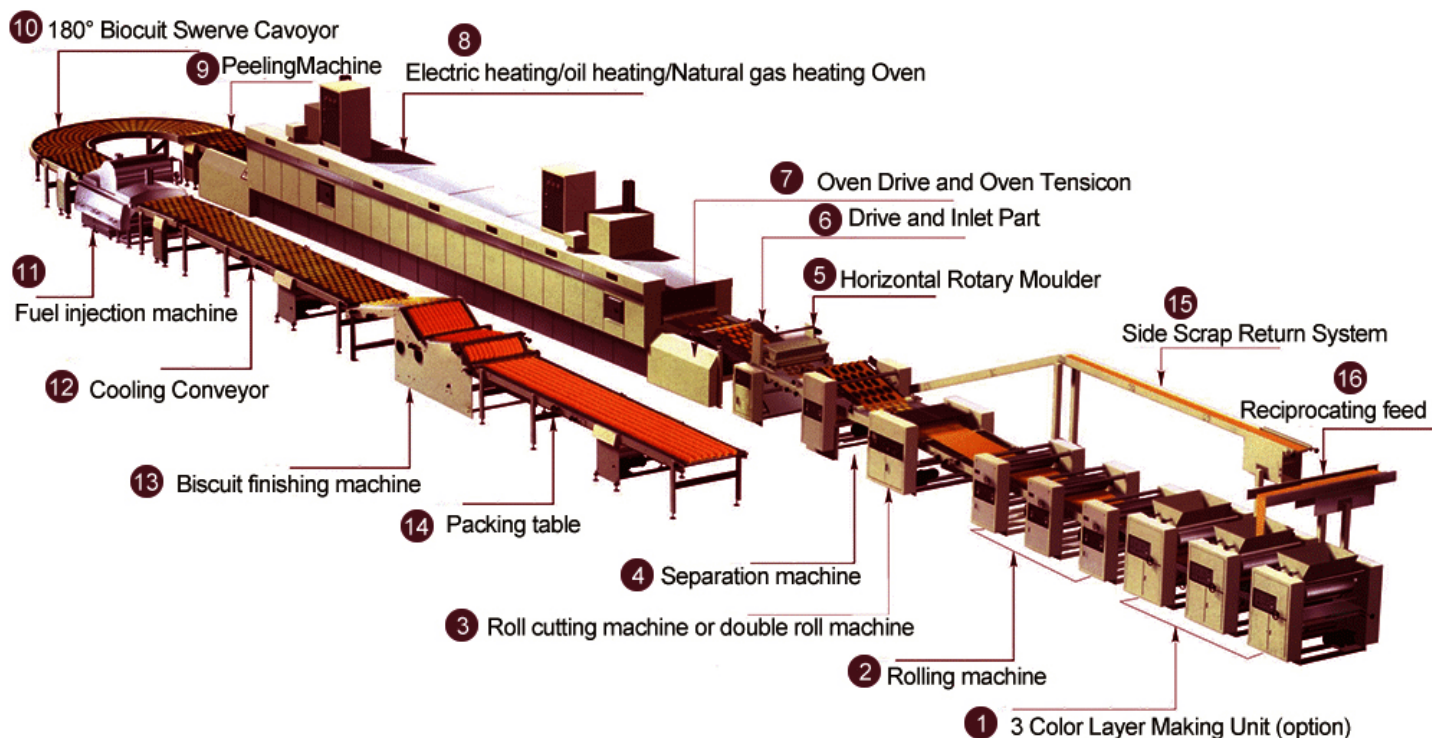 10 180° Biocuit Swerve Cavoyor
9 PeelingMachine
8
Electric heating/oil heating/Natural gas heating Oven
7 Oven Drive and Oven Tensicon
6 Drive and Inlet Part
5 Horizontal Rotary Moulder
15
Side Scrap Return System
16
Reciprocating feed
11
Fuel injection machine
12 Cooling Conveyor
13 Biscuit finishing machine
14 Packing table
4 Separation machine
3 Roll cutting machine or double roll machine
2 Rolling machine
1 3 Color Layer Making Unit (option)